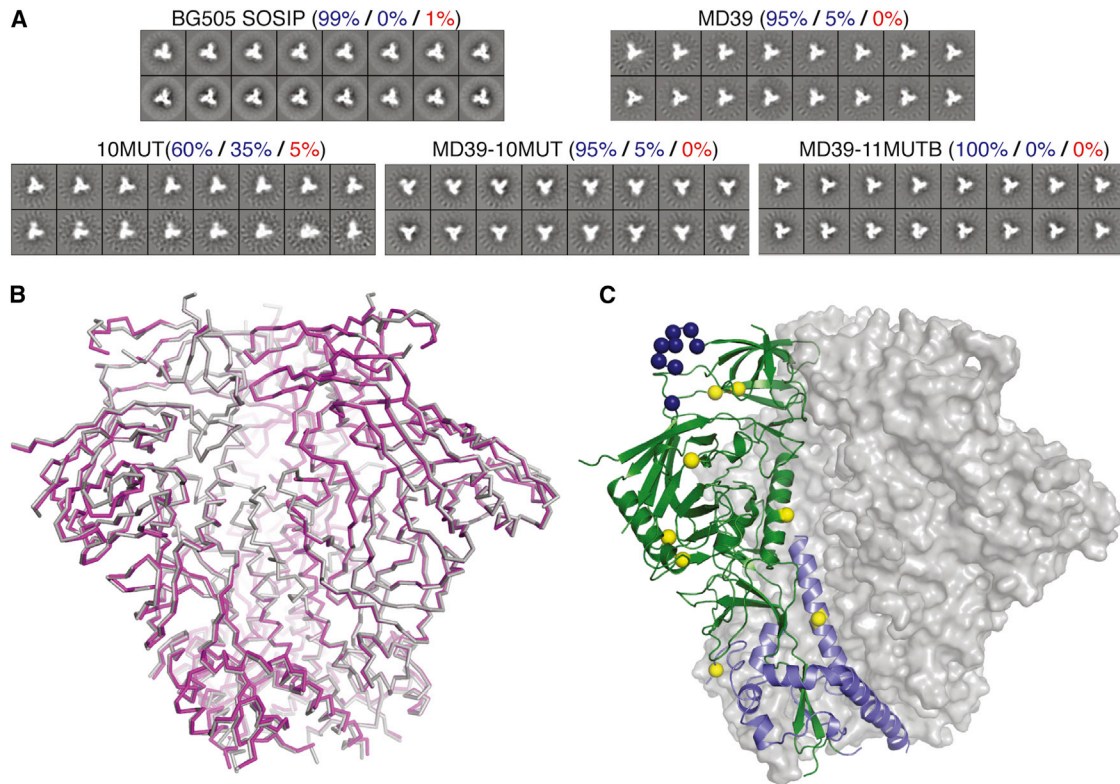 A
BG505 SOSIP (99% / 0% / 1%)
MD39 (95% / 5% / 0%)
10MUT(60% / 35% / 5%)
MD39-10MUT (95% / 5% / 0%)
MD39-11MUTB (100% / 0% / 0%)
B
C